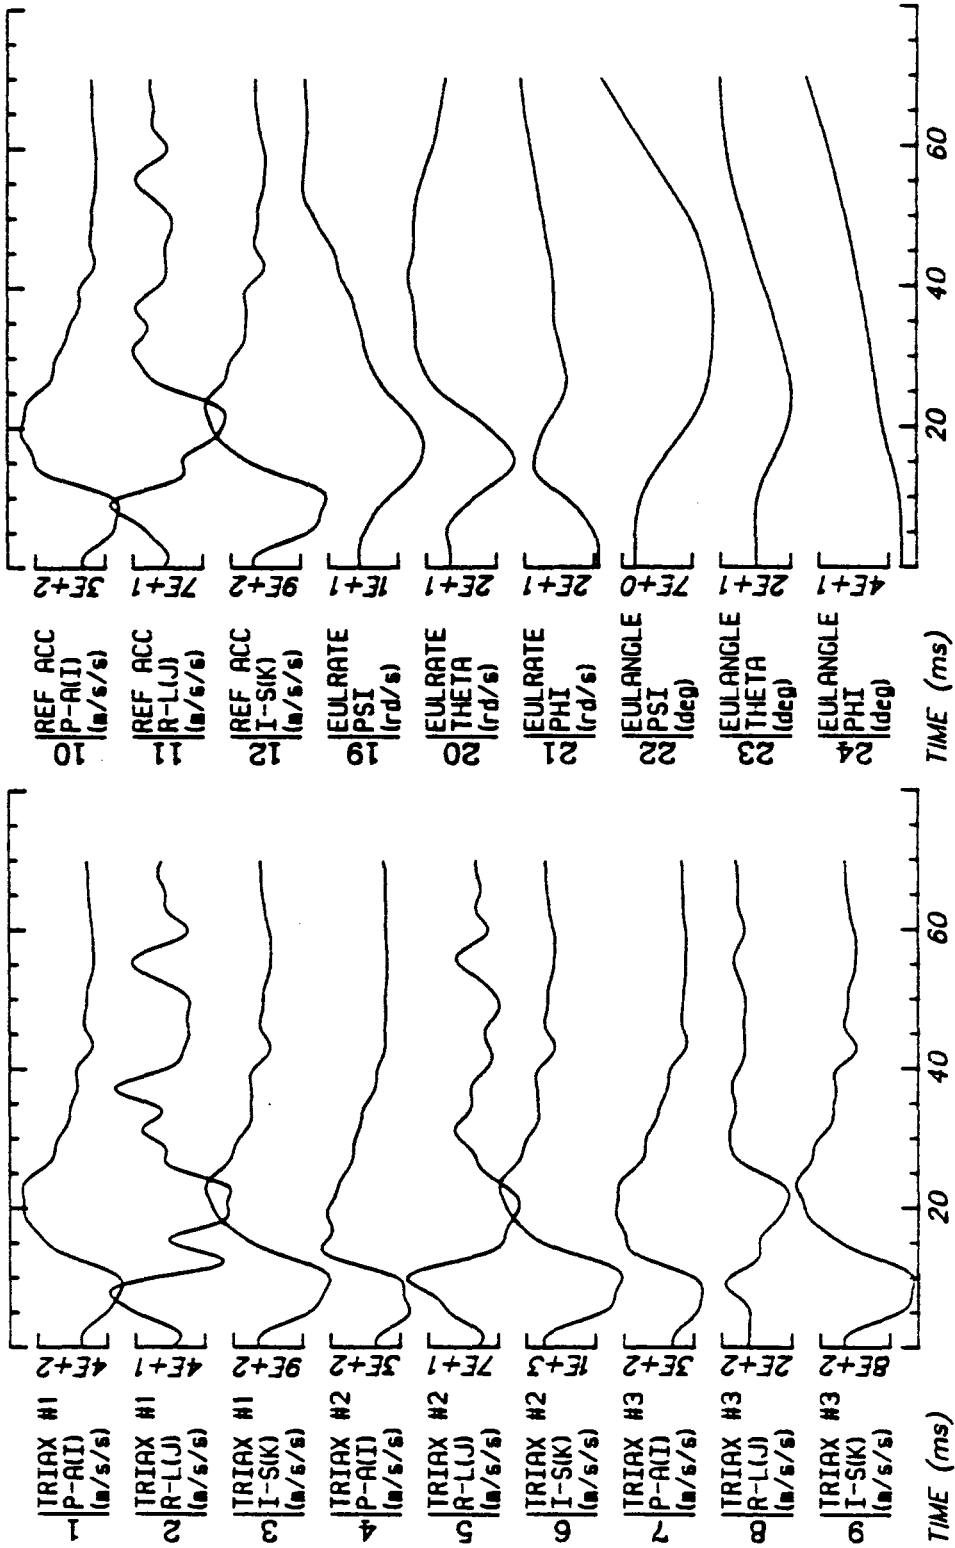 1 TRIAX #1
P-A(I)
(m/s/s)
4E+2
2 TRIAX #1
R-L(J)
(m/s/s)
4E+1
3 TRIAX #1
I-S(K)
(m/s/s)
9E+2
4 TRIAX #2
P-A(I)
(m/s/s)
3E+2
5 TRIAX #2
R-L(J)
(m/s/s)
7E+1
6 TRIAX #2
I-S(K)
(m/s/s)
1E+3
7 TRIAX #3
P-A(I)
(m/s/s)
3E+2
8 TRIAX #3
R-L(J)
(m/s/s)
2E+2
9 TRIAX #3
I-S(K)
(m/s/s)
8E+2
TIME (ms)
20 40 60
10 REF ACC
P-A(I)
(m/s/s)
3E+2
11 REF ACC
R-L(J)
(m/s/s)
7E+1
12 REF ACC
I-S(K)
(m/s/s)
9E+2
19 EULRATE
PSI
(rd/s)
1E+1
20 EULRATE
THETA
(rd/s)
2E+1
21 EULRATE
PHI
(rd/s)
2E+1
22 EULANGLE
PSI
(deg)
7E+0
23 EULANGLE
THETA
(deg)
2E+1
24 EULANGLE
PHI
(deg)
4E+1
TIME (ms)
20 40 60